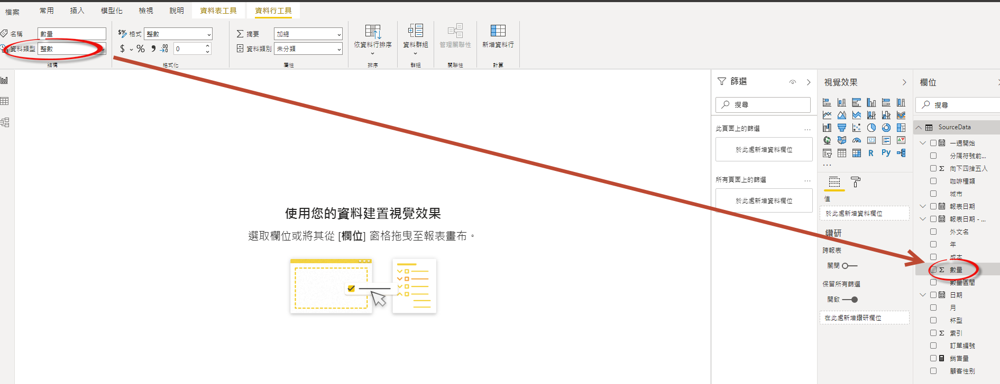 檔案
常用
插入
模型化
檢視
說明
資料表工具
資料行工具
名稱
數量
資料類型
整數
結構
$% 格式
整數
$ % 9 .00
0
格式化
Σ 摘要
加總
資料類別
未分類
屬性
依資料行排序
排序
資料群組
群組
管理關聯性
關聯性
新增資料行
計算
使用您的資料建置視覺效果
選取欄位或將其從 [欄位] 窗格拖曳至報表畫布。
篩選
搜尋
此頁面上的篩選
...
於此處新增資料欄位
所有頁面上的篩選
...
於此處新增資料欄位
視覺效果
123
R
Py
...
值
於此處新增資料欄位
鑽研
跨報表
關閉
保留所有篩選
開啟
在此處新增鑽研欄位
欄位
搜尋
SourceData
一週開始
分隔符號前...
Σ 向下四捨五入
咖啡種類
城市
報表日期
報表日期 - ...
外文名
年
成本
Σ 數量
數量區間
日期
月
杯型
Σ 索引
訂單編號
銷售量
顧客性別